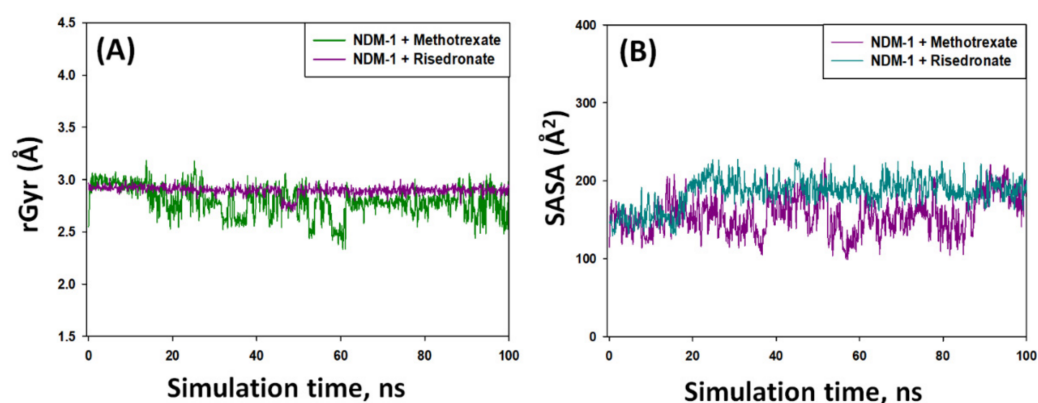 (A)
NDM-1 + Methotrexate
NDM-1 + Risedronate
rGyr (Å)
4.5
4.0
3.5
3.0
2.5
2.0
1.5
0 20 40 60 80 100
Simulation time, ns
(B)
NDM-1 + Methotrexate
NDM-1 + Risedronate
SASA (Å²)
400
300
200
100
0
0 20 40 60 80 100
Simulation time, ns